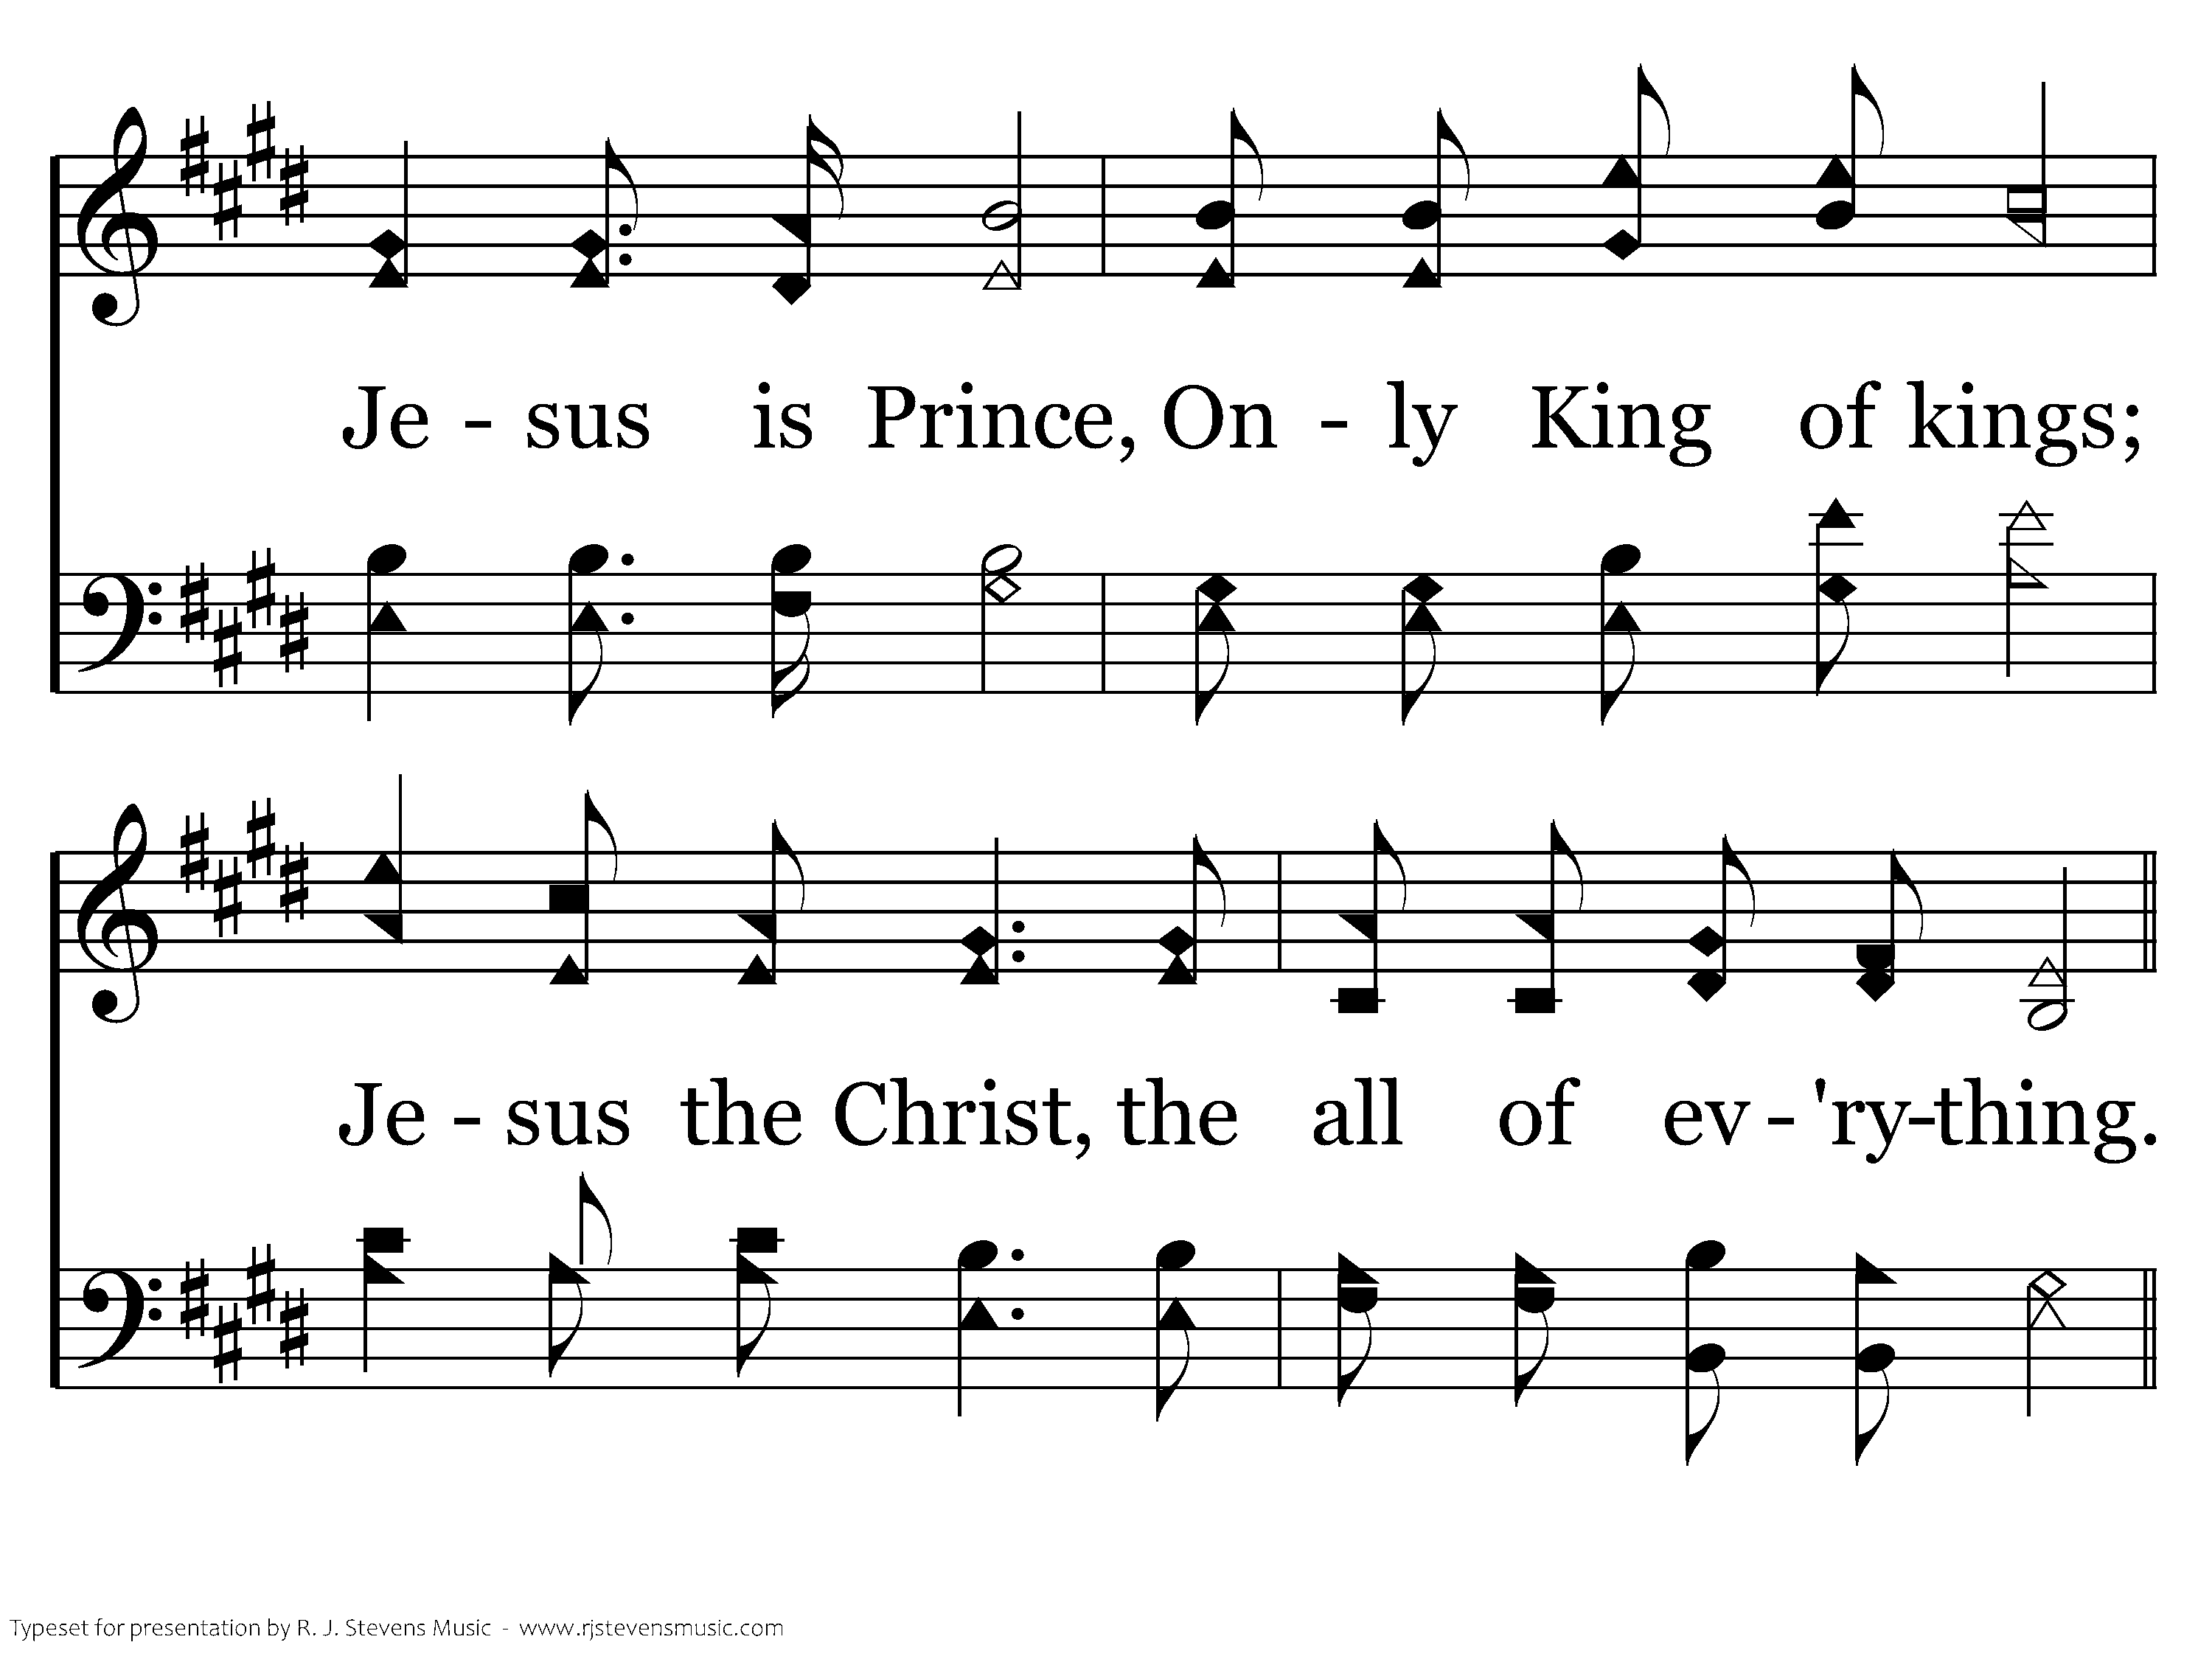 Je - sus is Prince, On - ly King of kings;
Je - sus the Christ, the all of ev - 'ry-thing.
Typeset for presentation by R. J. Stevens Music - www.rjstevensmusic.com